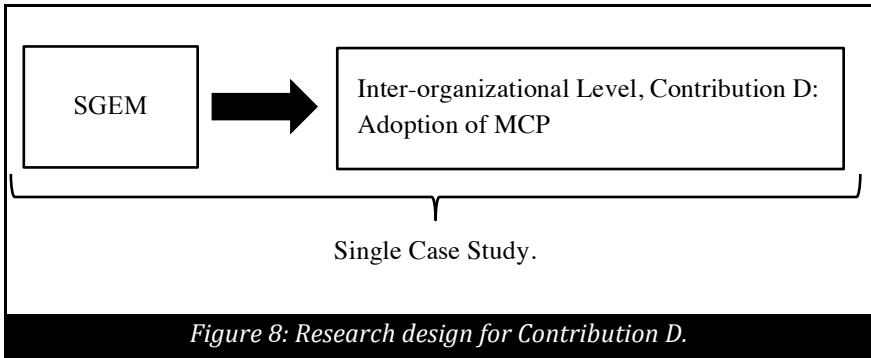 SGEM
Inter-organizational Level, Contribution D:
Adoption of MCP
Single Case Study.
Figure 8: Research design for Contribution D.